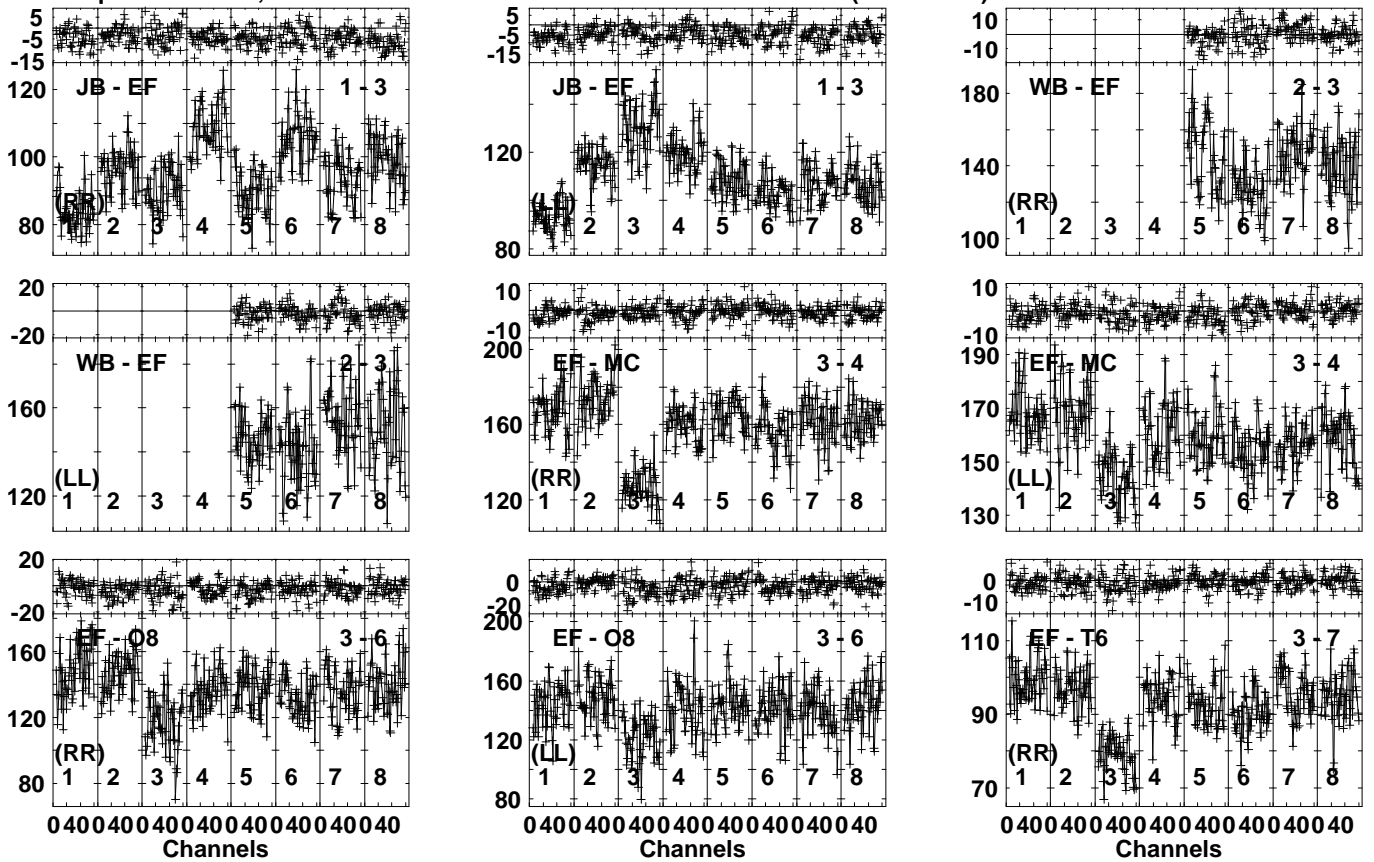 5
-5
-15
120
100
80
JB - EF 1 - 3
(RR)
1 2 3 4 5 6 7 8
5
-5
-15
120
80
JB - EF 1 - 3
(LL)
1 2 3 4 5 6 7 8
10
-10
180
140
100
WB - EF 2 - 3
(RR)
1 2 3 4 5 6 7 8
20
-20
160
120
WB - EF 2 - 3
(LL)
1 2 3 4 5 6 7 8
10
-10
200
160
120
EF - MC 3 - 4
(RR)
1 2 3 4 5 6 7 8
10
-10
190
170
150
130
EF - MC 3 - 4
(LL)
1 2 3 4 5 6 7 8
20
-20
160
120
80
EF - O8 3 - 6
(RR)
1 2 3 4 5 6 7 8
0 40 0 40 0 40 0 40 0 40 0 40 0 40 0 40
Channels
0
-20
200
160
120
80
EF - O8 3 - 6
(LL)
1 2 3 4 5 6 7 8
0 40 0 40 0 40 0 40 0 40 0 40 0 40 0 40
Channels
0
-10
110
90
70
EF - T6 3 - 7
(RR)
1 2 3 4 5 6 7 8
0 40 0 40 0 40 0 40 0 40 0 40 0 40 0 40
Channels